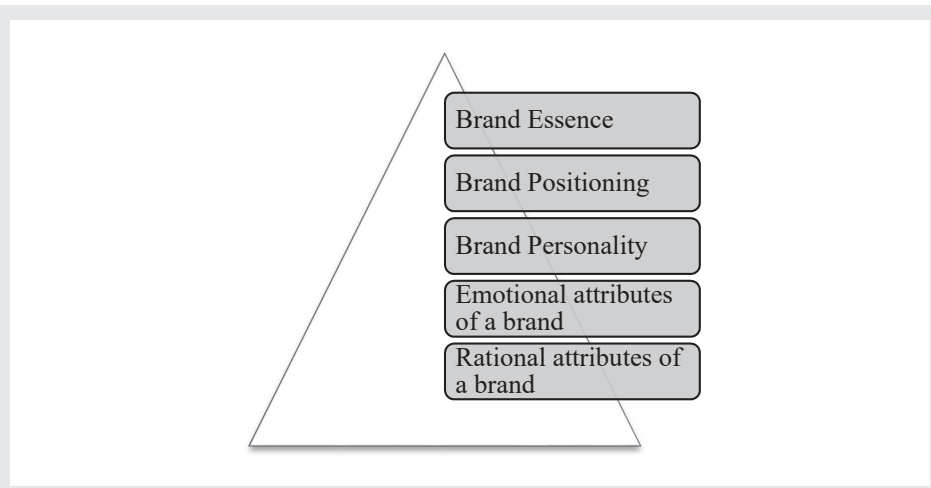 Brand Essence
Brand Positioning
Brand Personality
Emotional attributes
of a brand
Rational attributes of
a brand